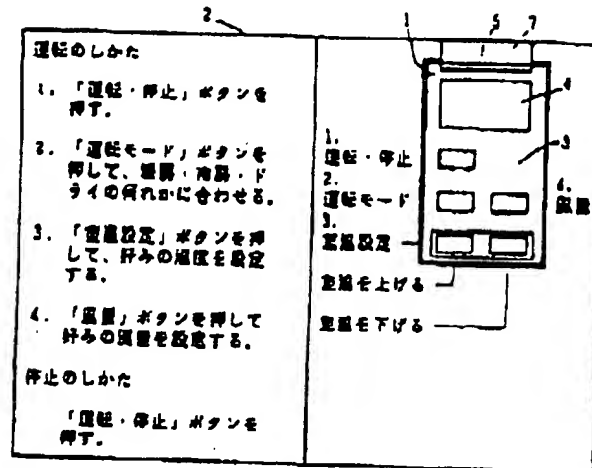 2
運転のしかた
1. 「運転・停止」ボタンを
押す。
2. 「運転モード」ボタンを
押して、暖房・冷房・ド
ライの何れかに合わせる。
3. 「室温設定」ボタンを押
して、好みの温度を設定
する。
4. 「風量」ボタンを押して
好みの風量を設定する。
停止のしかた
「運転・停止」ボタンを
押す。
1 5 7
4
3
1.
運転・停止
2.
運転モード
4.
風量
3.
室温設定
室温を上げる
室温を下げる